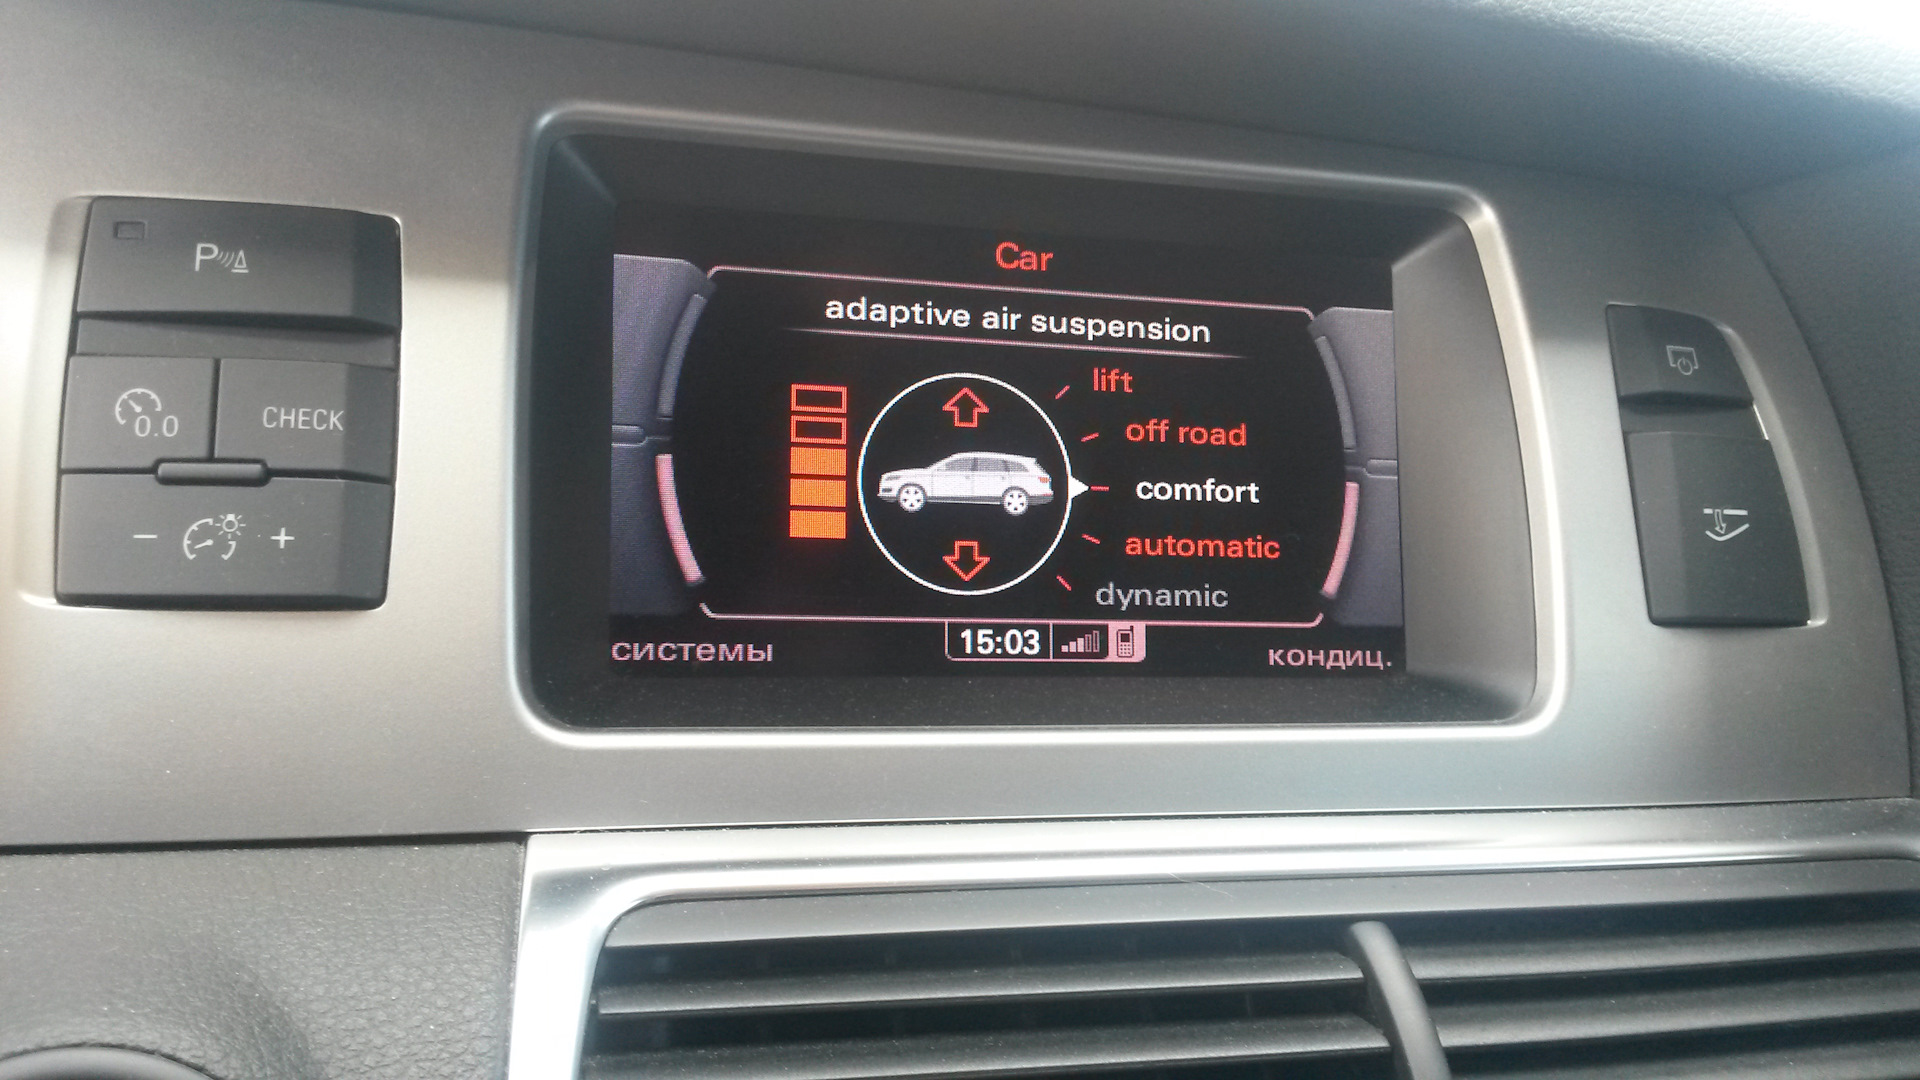 P
0.0
CHECK
- +
Car
adaptive air suspension
lift
off road
comfort
automatic
dynamic
системы
15:03
кондиц.